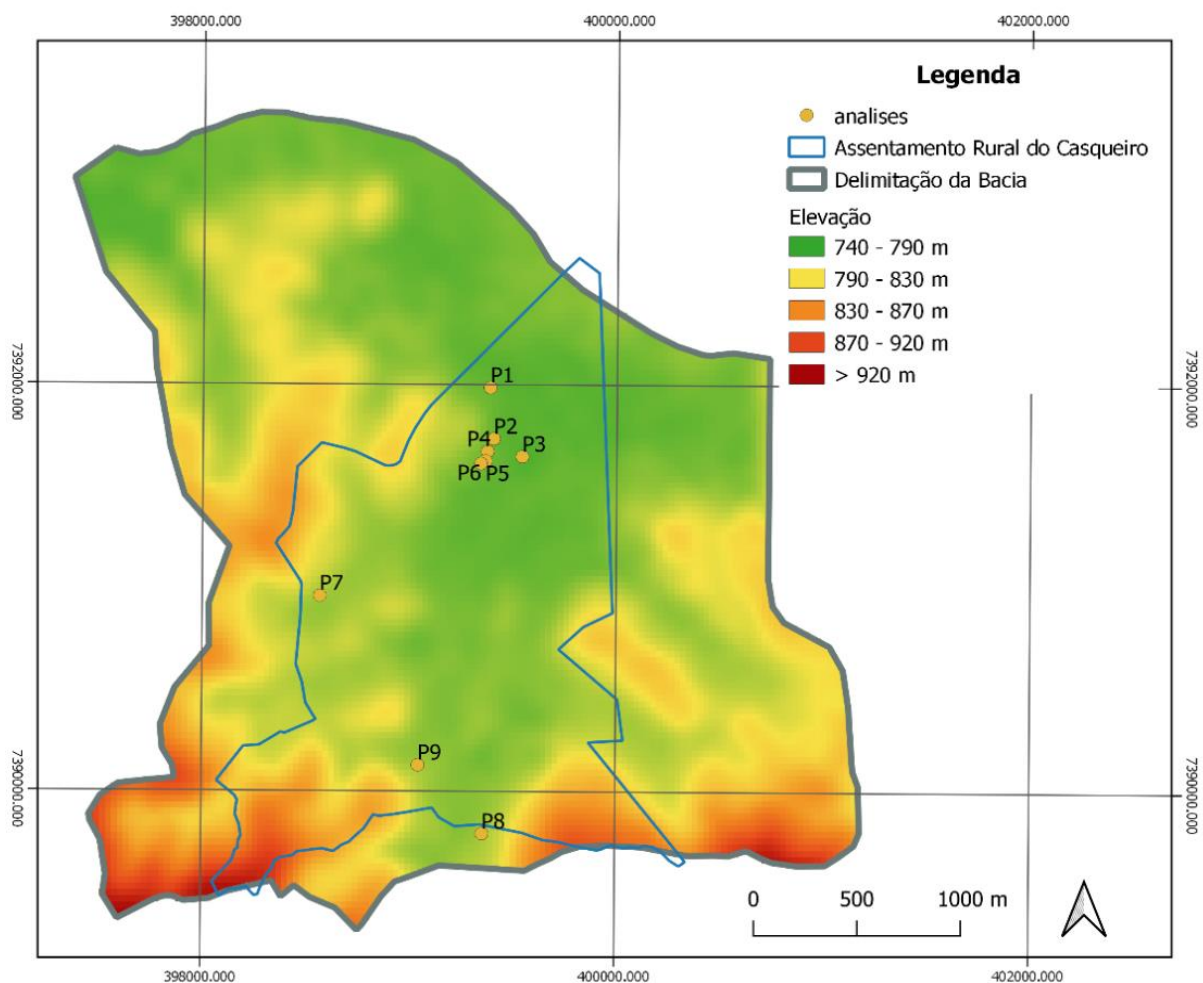 398000.000 400000.000 402000.000
Legenda
analises
Assentamento Rural do Casqueiro
Delimitação da Bacia
Elevação
740 - 790 m
790 - 830 m
830 - 870 m
870 - 920 m
> 920 m
7392000.000
7392000.000
P1
P2
P4
P3
P6
P5
P7
P9
7390000.000
7390000.000
P8
0 500 1000 m
398000.000 400000.000 402000.000